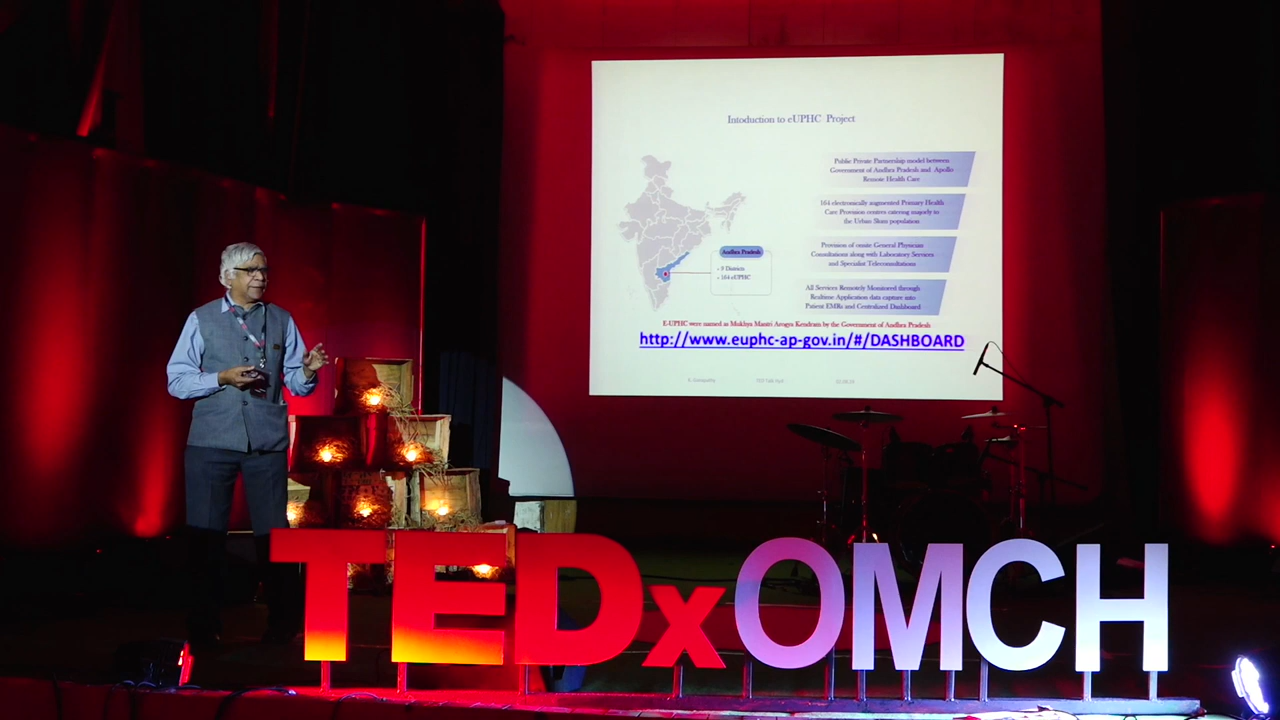 Intoduction to eUPHC Project
Public Private Partnership model between
Government of Andhra Pradesh and Apollo
Remote Health Care
164 electronically augmented Primary Health
Care Provision centres catering majorly to
the Urban Slum population
Andhra Pradesh
9 Districts
164 eUPHC
Provision of onsite General Physician
Consultations along with Laboratory Services
and Specialist Teleconsultations
All Services Remotely Monitored through
Realtime Application data capture into
Patient EMRs and Centralized Dashboard
E-UPHC were named as Mukhya Mantri Arogya Kendram by the Government of Andhra Pradesh
http://www.euphc-ap-gov.in/#/DASHBOARD
TEDxOMCH